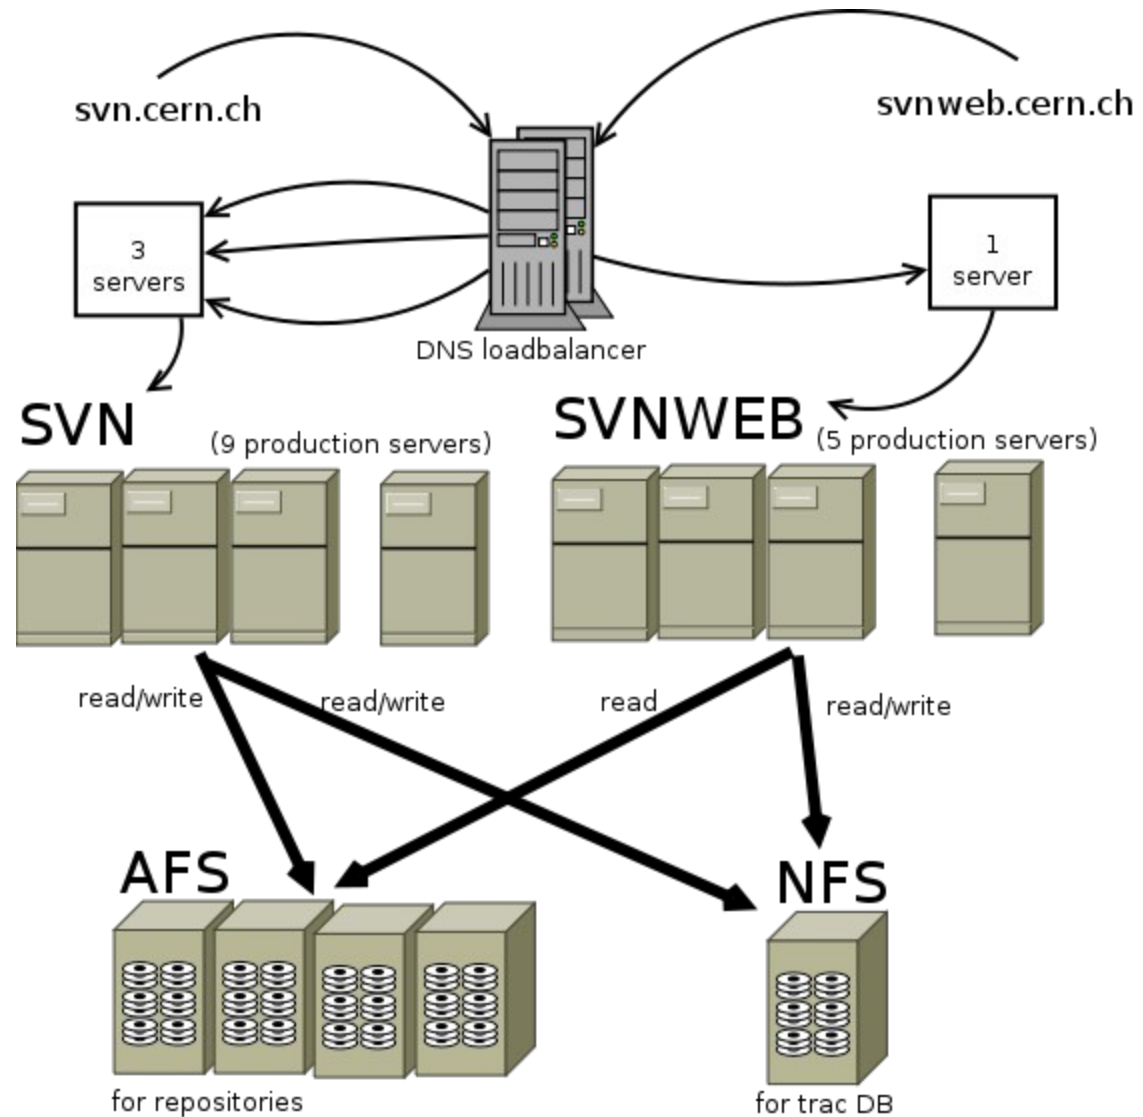 svn.cern.ch
svnweb.cern.ch
3
servers
1
server
DNS loadbalancer
SVN
(9 production servers)
SVNWEB
(5 production servers)
read/write
read/write
read
read/write
AFS
NFS
for repositories
for trac DB